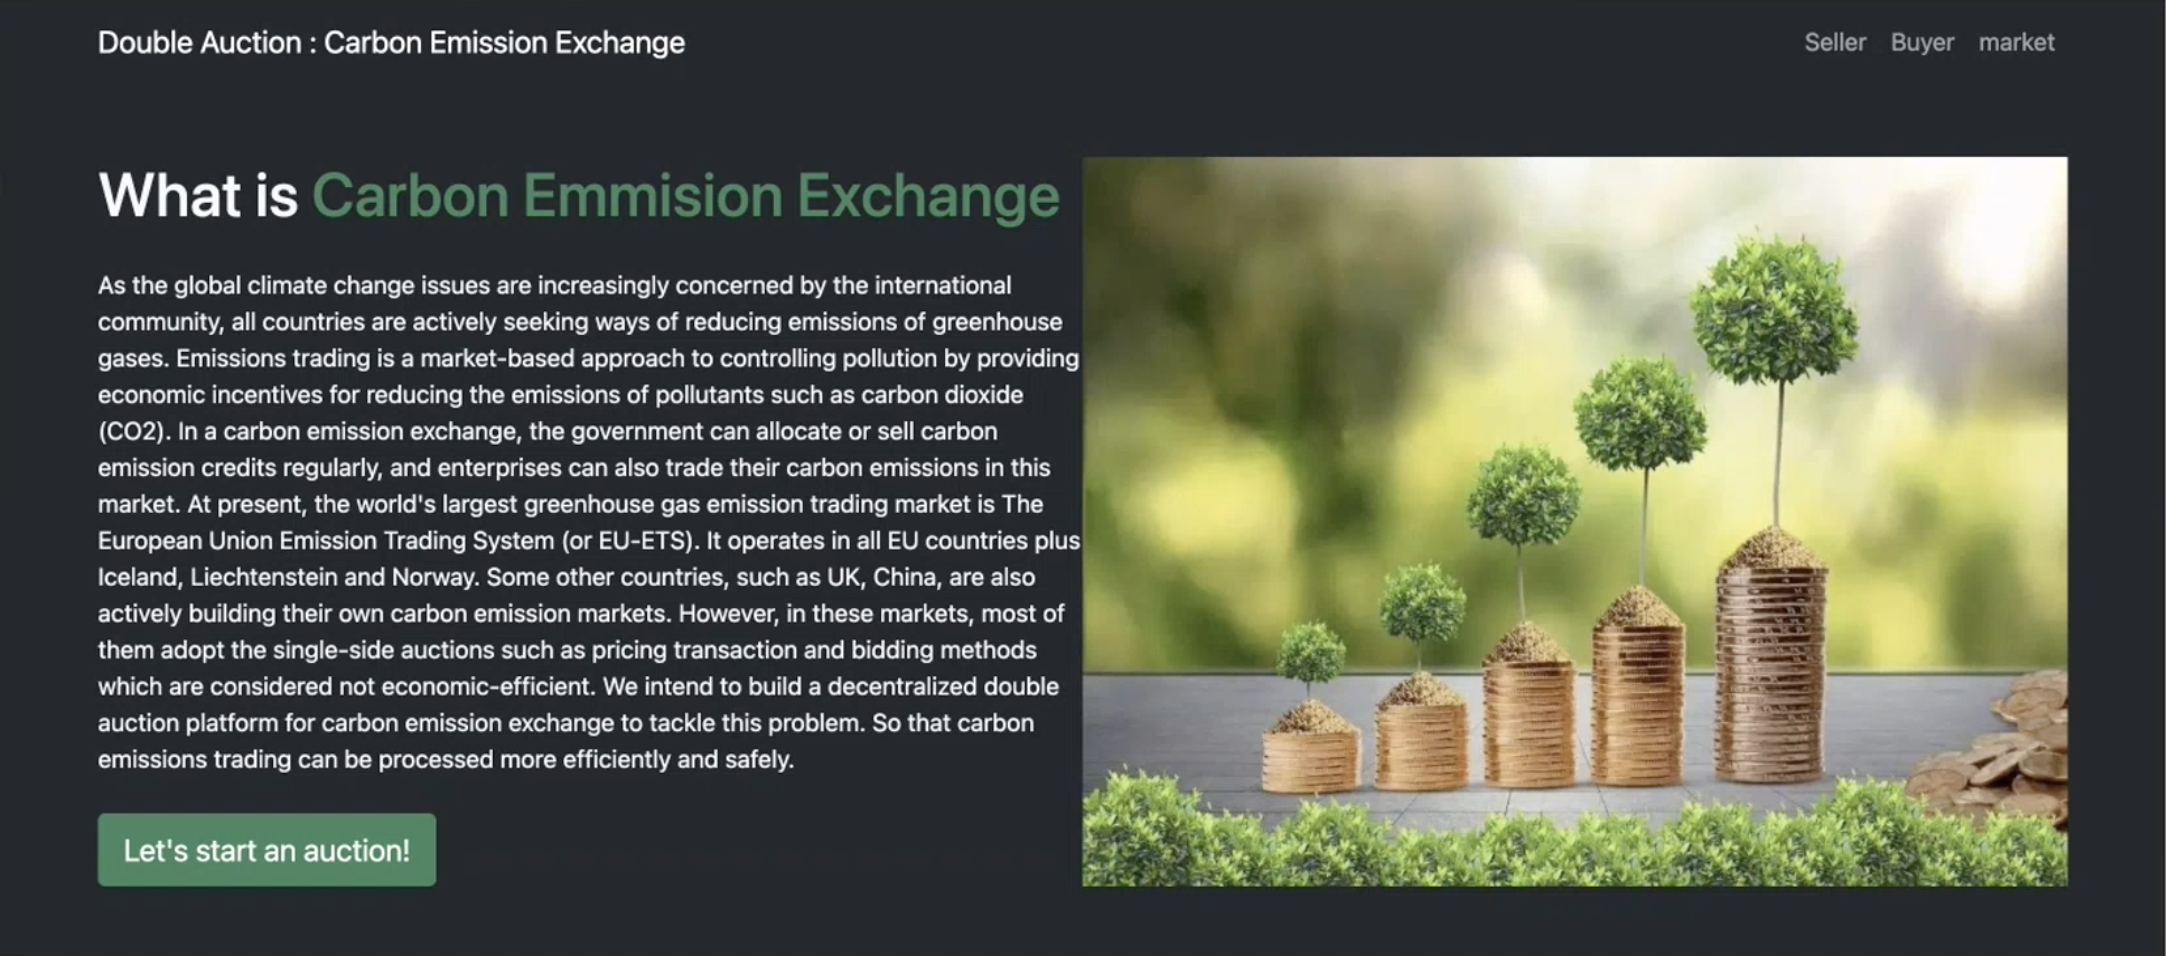 Double Auction : Carbon Emission Exchange
Seller Buyer market
What is Carbon Emmision Exchange
As the global climate change issues are increasingly concerned by the international
community, all countries are actively seeking ways of reducing emissions of greenhouse
gases. Emissions trading is a market-based approach to controlling pollution by providing
economic incentives for reducing the emissions of pollutants such as carbon dioxide
(CO2). In a carbon emission exchange, the government can allocate or sell carbon
emission credits regularly, and enterprises can also trade their carbon emissions in this
market. At present, the world's largest greenhouse gas emission trading market is The
European Union Emission Trading System (or EU-ETS). It operates in all EU countries plus
Iceland, Liechtenstein and Norway. Some other countries, such as UK, China, are also
actively building their own carbon emission markets. However, in these markets, most of
them adopt the single-side auctions such as pricing transaction and bidding methods
which are considered not economic-efficient. We intend to build a decentralized double
auction platform for carbon emission exchange to tackle this problem. So that carbon
emissions trading can be processed more efficiently and safely.
Let's start an auction!